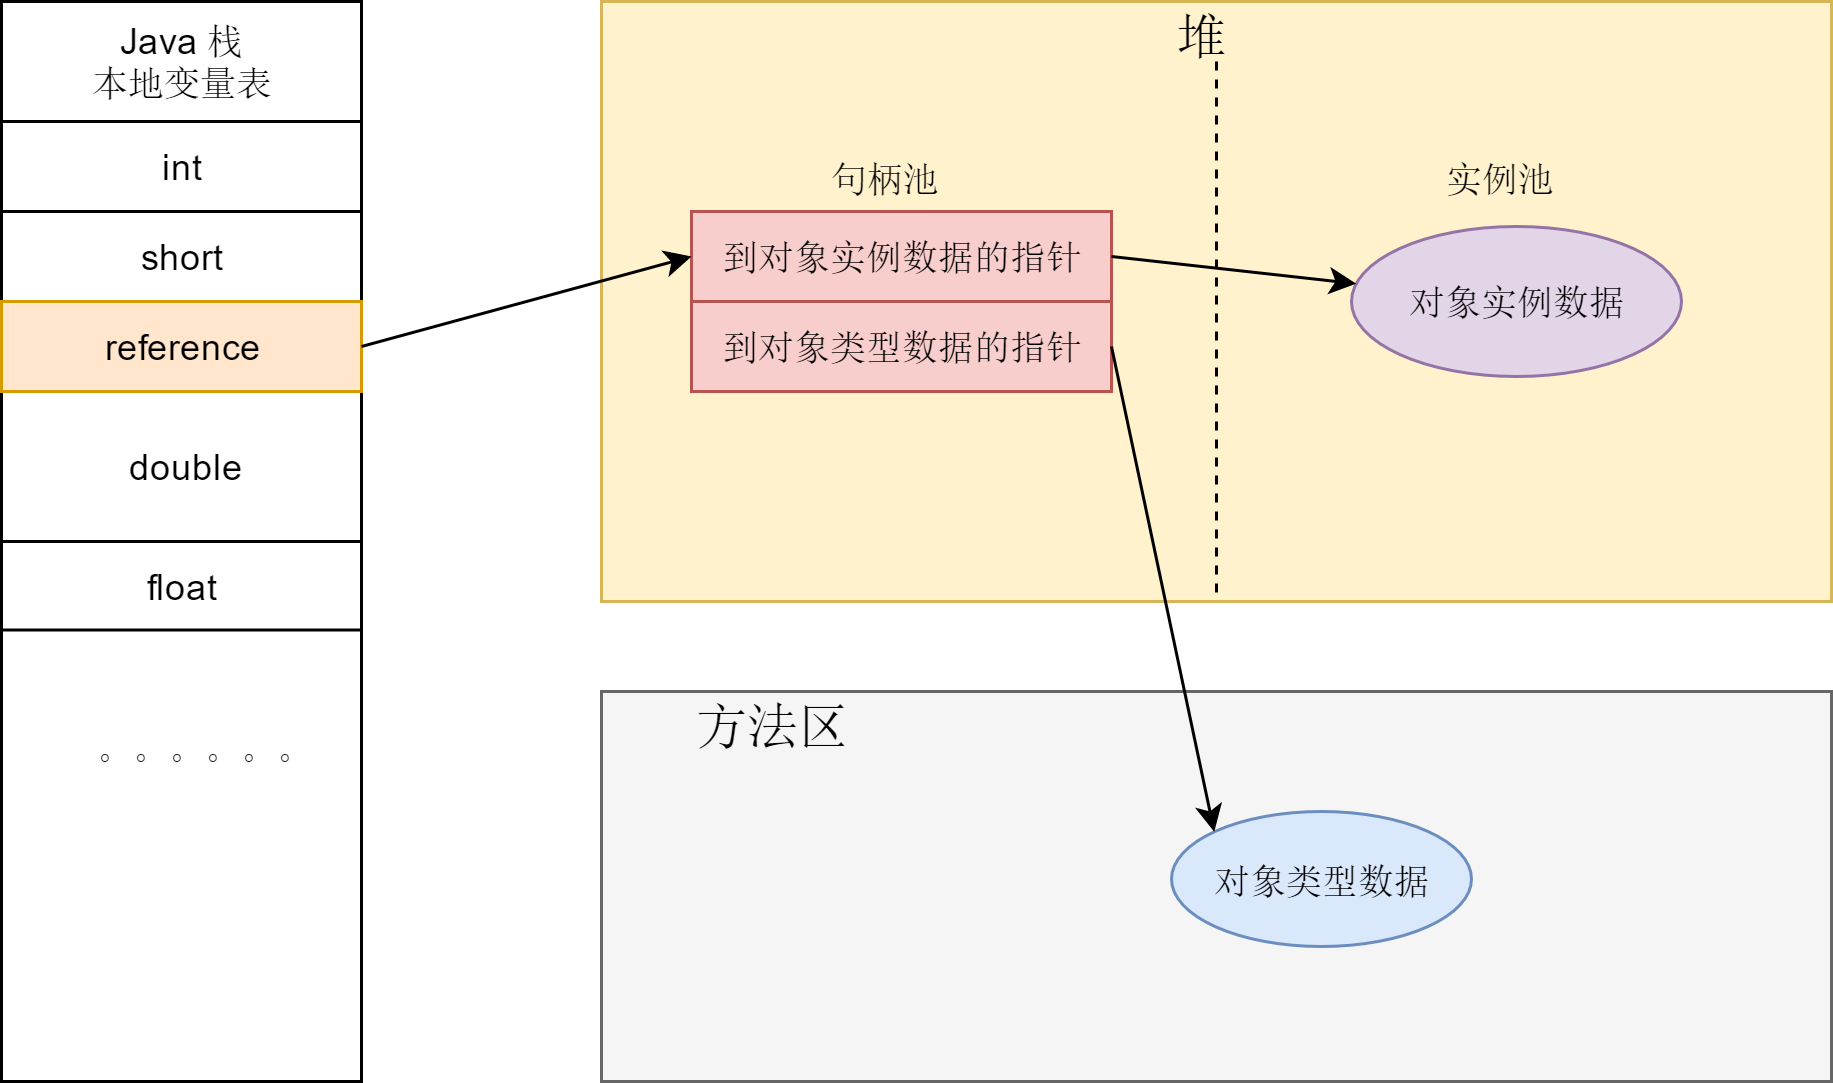 Java 栈
本地变量表
int
short
reference
double
float
。。。。。。
堆
句柄池
到对象实例数据的指针
到对象类型数据的指针
实例池
对象实例数据
方法区
对象类型数据